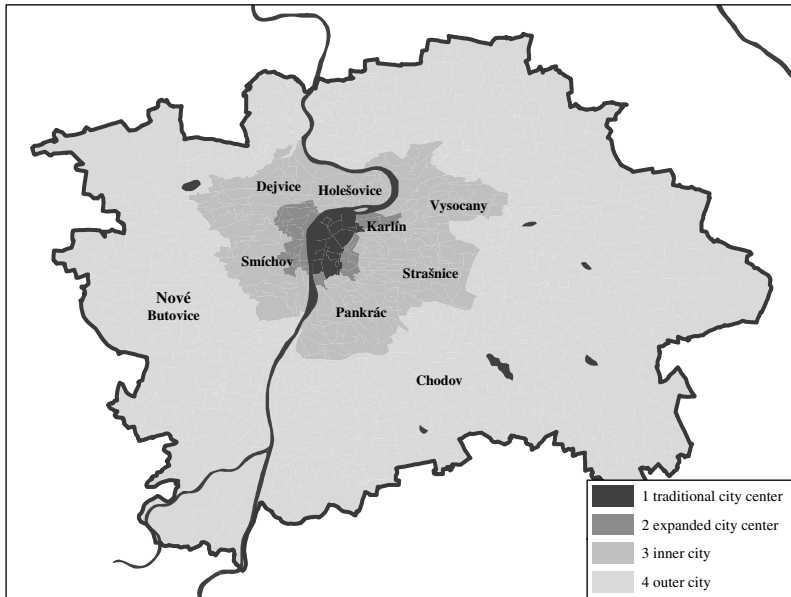 Dejvice
Holešovice
Vysocany
Karlín
Smíchov
Strašnice
Nové
Butovice
Pankrác
Chodov
1 traditional city center
2 expanded city center
3 inner city
4 outer city